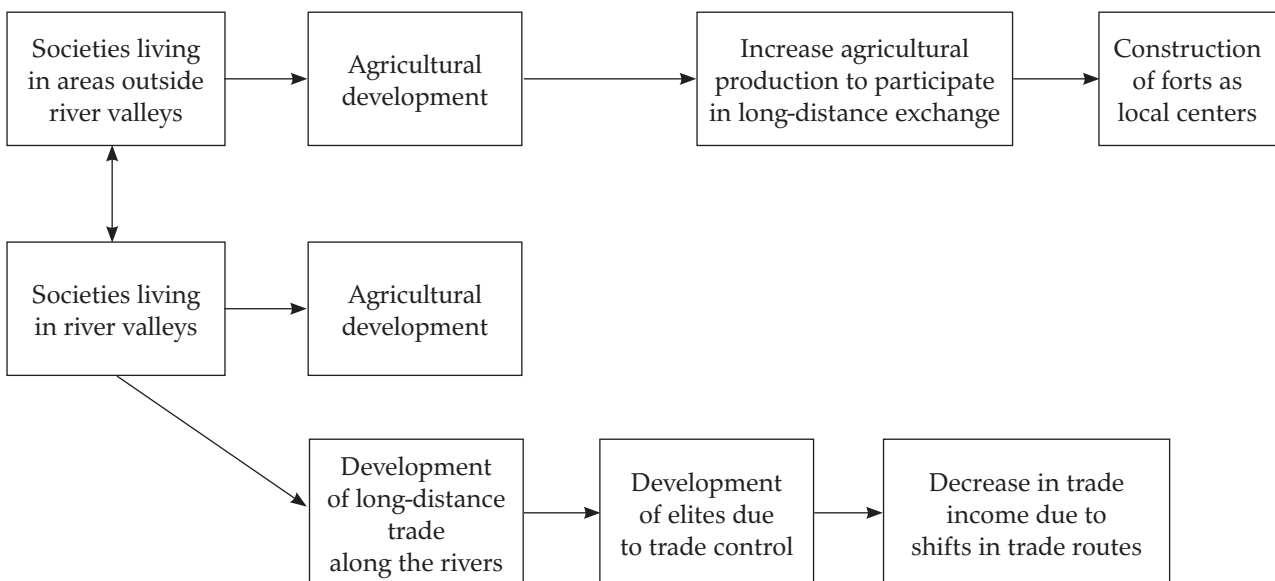 Societies living
in areas outside
river valleys
Agricultural
development
Increase agricultural
production to participate
in long-distance exchange
Construction
of forts as
local centers
Societies living
in river valleys
Agricultural
development
Development
of long-distance
trade
along the rivers
Development
of elites due
to trade control
Decrease in trade
income due to
shifts in trade routes